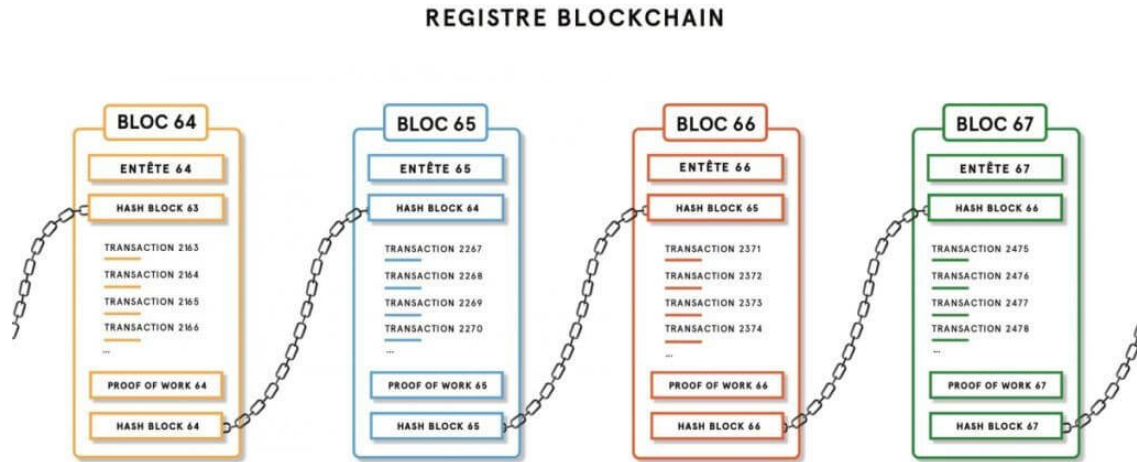 REGISTRE BLOCKCHAIN
BLOC 64
ENTÊTE 64
HASH BLOCK 63
TRANSACTION 2163
TRANSACTION 2164
TRANSACTION 2165
TRANSACTION 2166
...
PROOF OF WORK 64
HASH BLOCK 64
BLOC 65
ENTÊTE 65
HASH BLOCK 64
TRANSACTION 2267
TRANSACTION 2268
TRANSACTION 2269
TRANSACTION 2270
...
PROOF OF WORK 65
HASH BLOCK 65
BLOC 66
ENTÊTE 66
HASH BLOCK 65
TRANSACTION 2371
TRANSACTION 2372
TRANSACTION 2373
TRANSACTION 2374
...
PROOF OF WORK 66
HASH BLOCK 66
BLOC 67
ENTÊTE 67
HASH BLOCK 66
TRANSACTION 2475
TRANSACTION 2476
TRANSACTION 2477
TRANSACTION 2478
...
PROOF OF WORK 67
HASH BLOCK 67